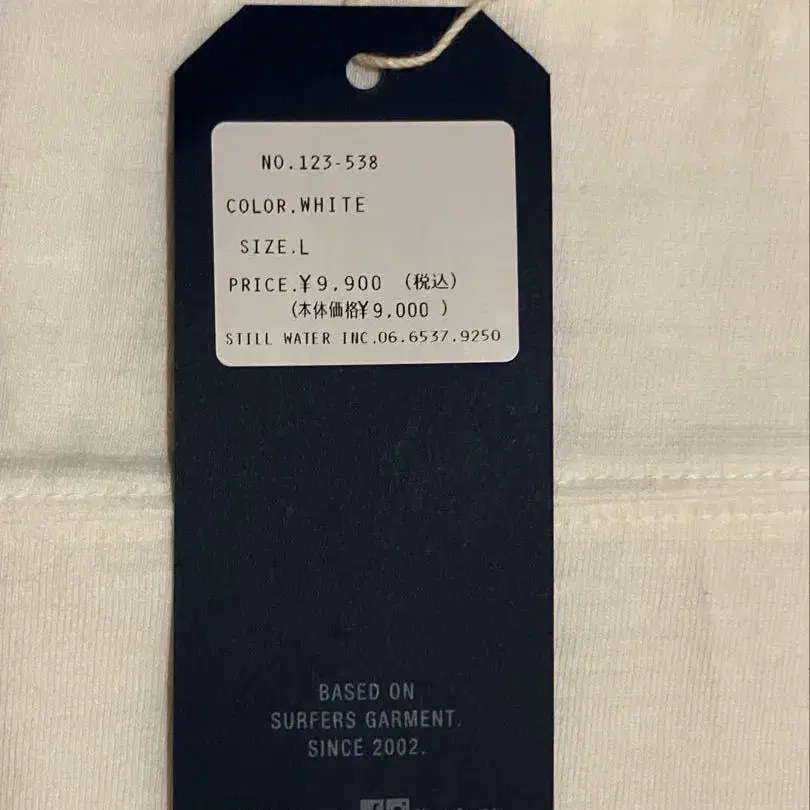 NO.123-538
COLOR.WHITE
SIZE.L
PRICE.¥9,900 (税込)
(本体価格¥9,000 )
STILL WATER INC.06.6537.9250
BASED ON
SURFERS GARMENT.
SINCE 2002.